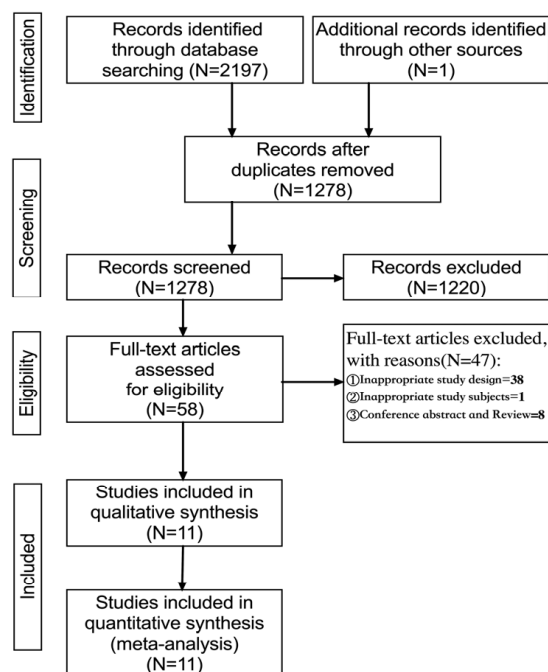 Identification
Records identified
through database
searching (N=2197)
Additional records identified
through other sources
(N=1)
Records after
duplicates removed
(N=1278)
Screening
Records screened
(N=1278)
Records excluded
(N=1220)
Eligibility
Full-text articles
assessed
for eligibility
(N=58)
Full-text articles excluded,
with reasons(N=47):
①Inappropriate study design=38
②Inappropriate study subjects=1
③Conference abstract and Review=8
Included
Studies included in
qualitative synthesis
(N=11)
Studies included in
quantitative synthesis
(meta-analysis)
(N=11)